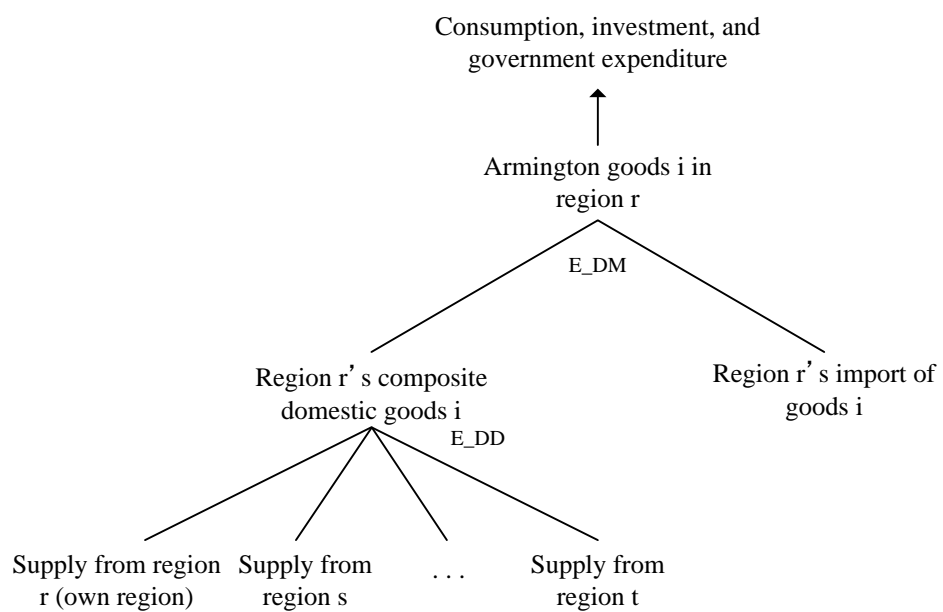 Consumption, investment, and
government expenditure
Armington goods i in
region r
E_DM
Region r’s composite
domestic goods i
Region r’s import of
goods i
E_DD
Supply from region
r (own region)
Supply from
region s
. . .
Supply from
region t